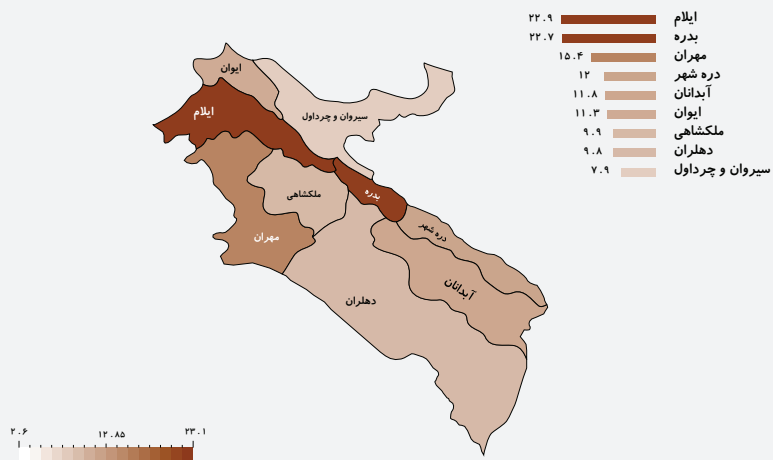 ایلام ۲۲.۹
بدره ۲۲.۷
مهران ۱۵.۴
دره شهر ۱۲
آبدانان ۱۱.۸
ایوان ۱۱.۳
ملکشاهی ۹.۹
دهلران ۹.۸
سیروان و چرداول ۷.۹
ایوان
ایلام
سیروان و چرداول
ملکشاهی
بدره
مهران
دره شهر
آبدانان
دهلران
۲.۶ ۱۲.۸۵ ۲۳.۱